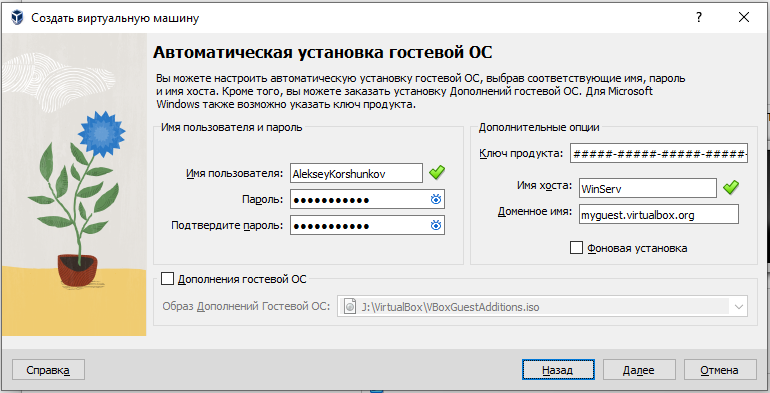 Создать виртуальную машину
Автоматическая установка гостевой ОС
Вы можете настроить автоматическую установку гостевой ОС, выбрав соответствующие имя, пароль
и имя хоста. Кроме того, вы можете заказать установку Дополнений гостевой ОС. Для Microsoft
Windows также возможно указать ключ продукта.
Имя пользователя и пароль
Имя пользователя: AlekseyKorshunkov
Пароль: ●●●●●●●●●●●
Подтвердите пароль: ●●●●●●●●●●●
Дополнительные опции
Ключ продукта: #####-#####-#####-#####-
Имя хоста: WinServ
Доменное имя: myguest.virtualbox.org
Фоновая установка
Дополнения гостевой ОС
Образ Дополнений Гостевой ОС: J:\VirtualBox\VBoxGuestAdditions.iso
Справка
Назад
Далее
Отмена